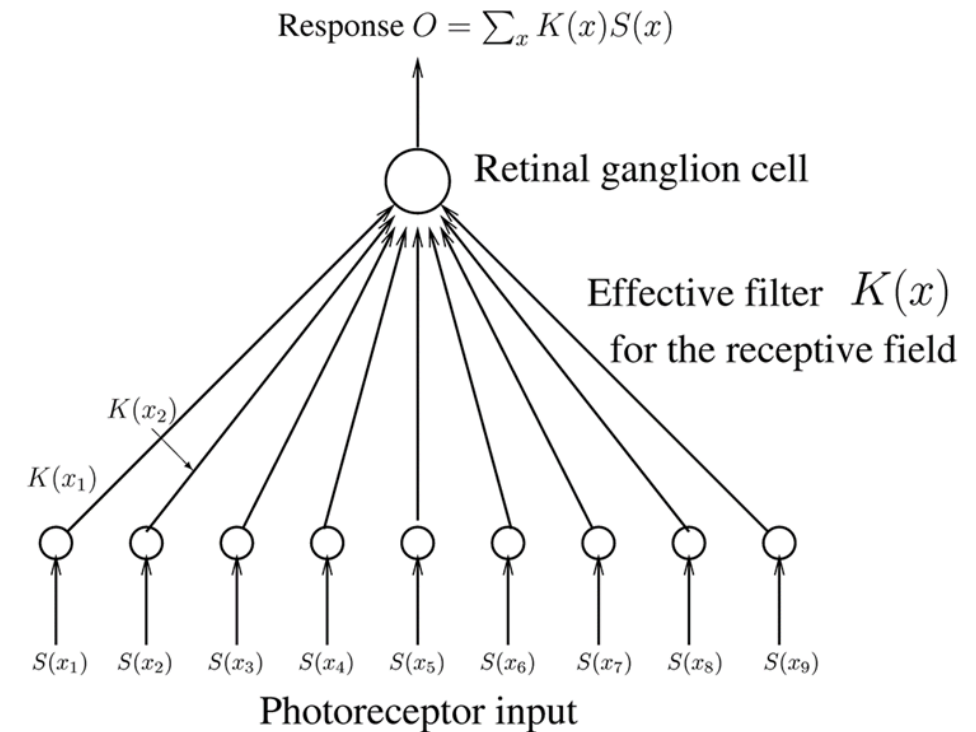 Response O = ∑ₓ K(x)S(x)
Retinal ganglion cell
Effective filter K(x)
for the receptive field
K(x₂)
K(x₁)
S(x₁) S(x₂) S(x₃) S(x₄) S(x₅) S(x₆) S(x₇) S(x₈) S(x₉)
Photoreceptor input